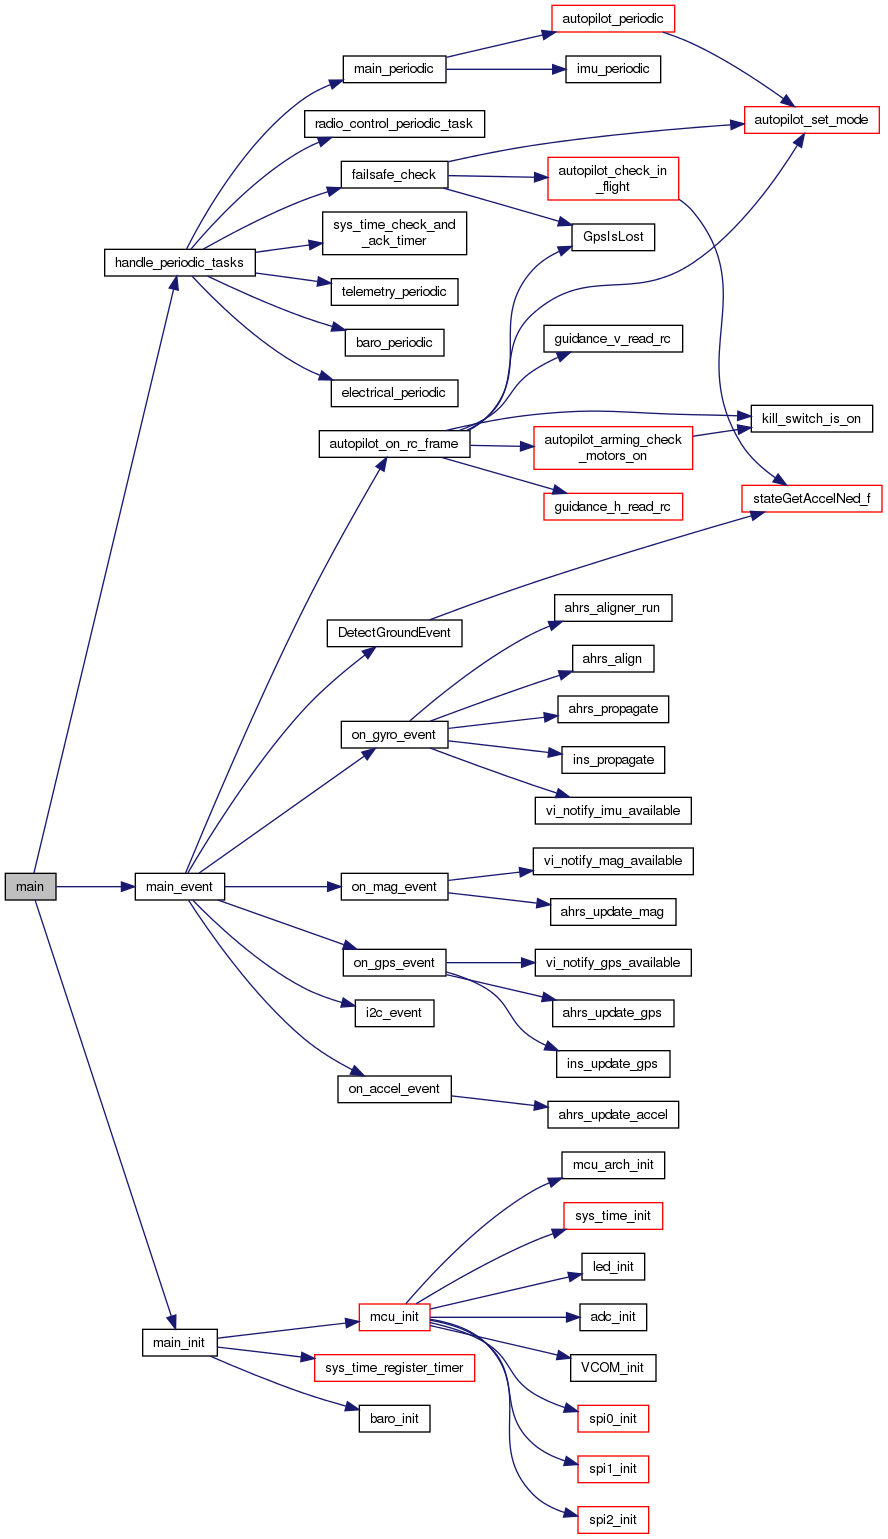 autopilot_periodic
main_periodic
imu_periodic
autopilot_set_mode
radio_control_periodic_task
failsafe_check
autopilot_check_in
_flight
sys_time_check_and
_ack_timer
GpsIsLost
handle_periodic_tasks
telemetry_periodic
baro_periodic
guidance_v_read_rc
electrical_periodic
kill_switch_is_on
autopilot_on_rc_frame
autopilot_arming_check
_motors_on
stateGetAccelNed_f
guidance_h_read_rc
ahrs_aligner_run
DetectGroundEvent
ahrs_align
ahrs_propagate
on_gyro_event
ins_propagate
vi_notify_imu_available
vi_notify_mag_available
main
main_event
on_mag_event
ahrs_update_mag
on_gps_event
vi_notify_gps_available
i2c_event
ahrs_update_gps
ins_update_gps
on_accel_event
ahrs_update_accel
mcu_arch_init
sys_time_init
led_init
mcu_init
adc_init
main_init
sys_time_register_timer
VCOM_init
baro_init
spi0_init
spi1_init
spi2_init